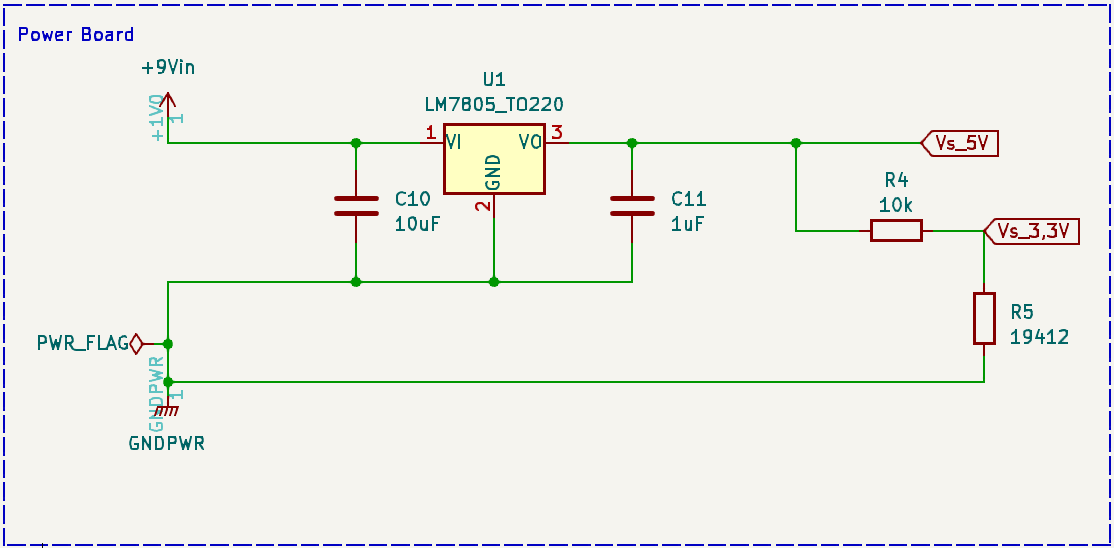 Power Board
+9Vin
+1V0
1
U1
LM7805_TO220
1
VI
VO
3
GND
2
C10
10uF
C11
1uF
Vs_5V
R4
10k
Vs_3,3V
R5
19412
PWR_FLAG
GNDPWR
1
GNDPWR